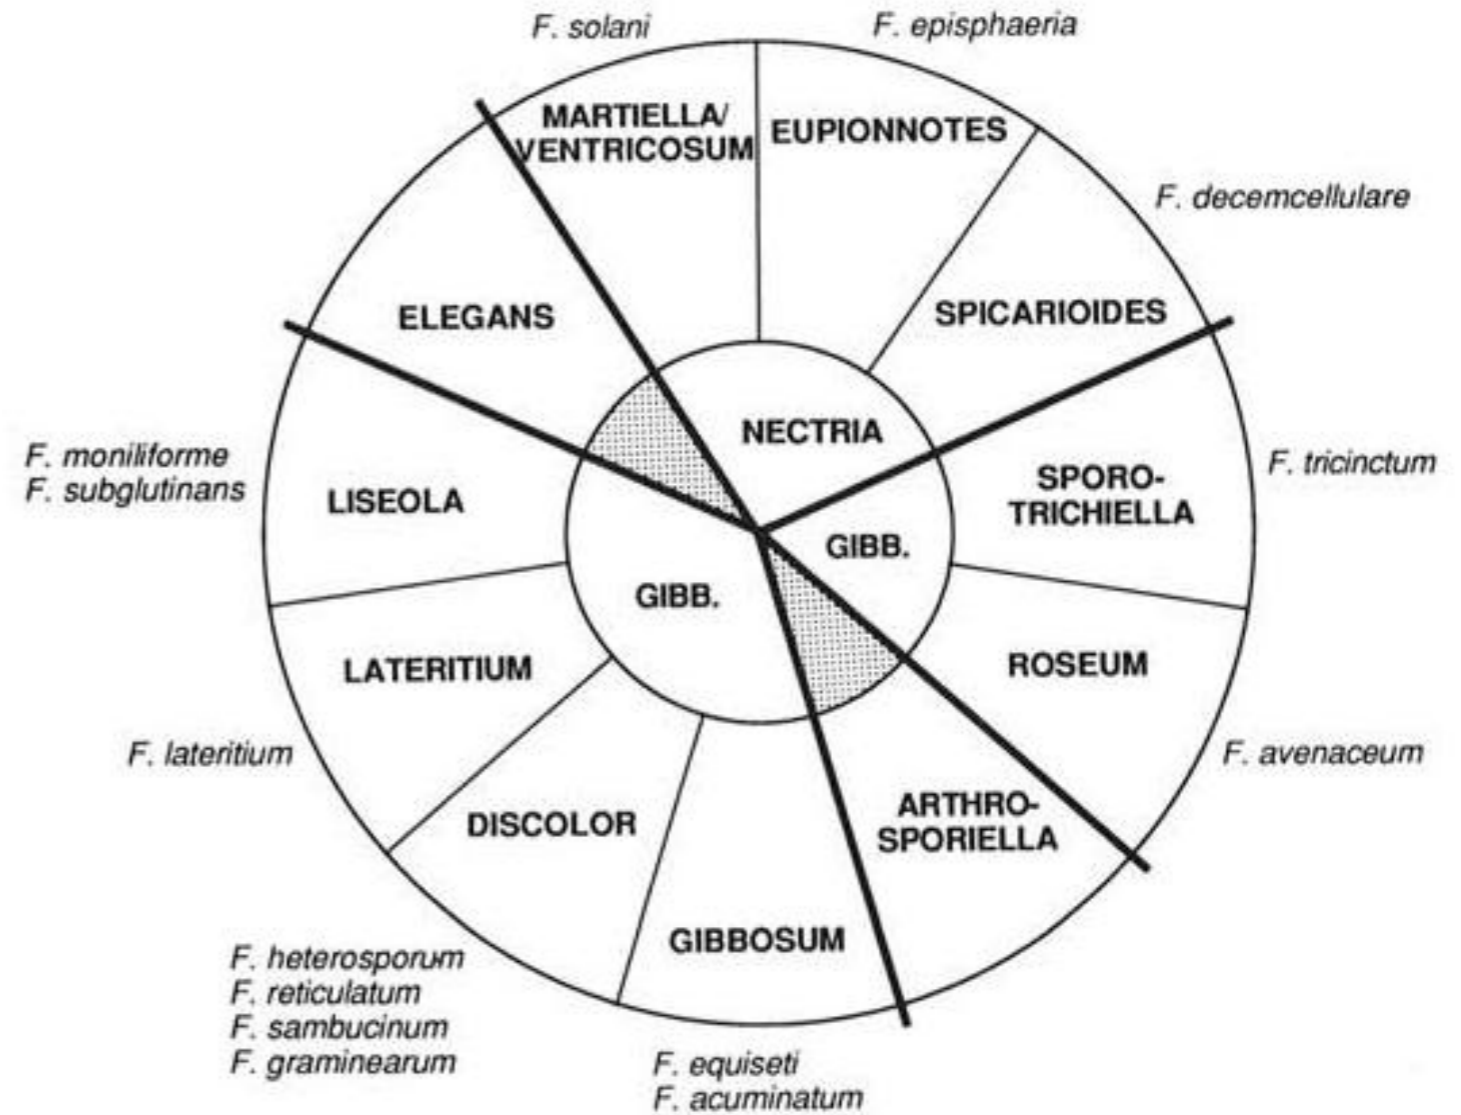 F. solani
F. episphaeria
MARTIELLA/
VENTRICOSUM
EUPIONNOTES
F. decemcellulare
ELEGANS
SPICARIOIDES
NECTRIA
F. moniliforme
F. subglutinans
LISEOLA
SPORO-
TRICHIELLA
F. tricinctum
GIBB.
GIBB.
LATERITIUM
ROSEUM
F. lateritium
F. avenaceum
DISCOLOR
ARTHRO-
SPORIELLA
GIBBOSUM
F. heterosporum
F. reticulatum
F. sambucinum
F. graminearum
F. equiseti
F. acuminatum